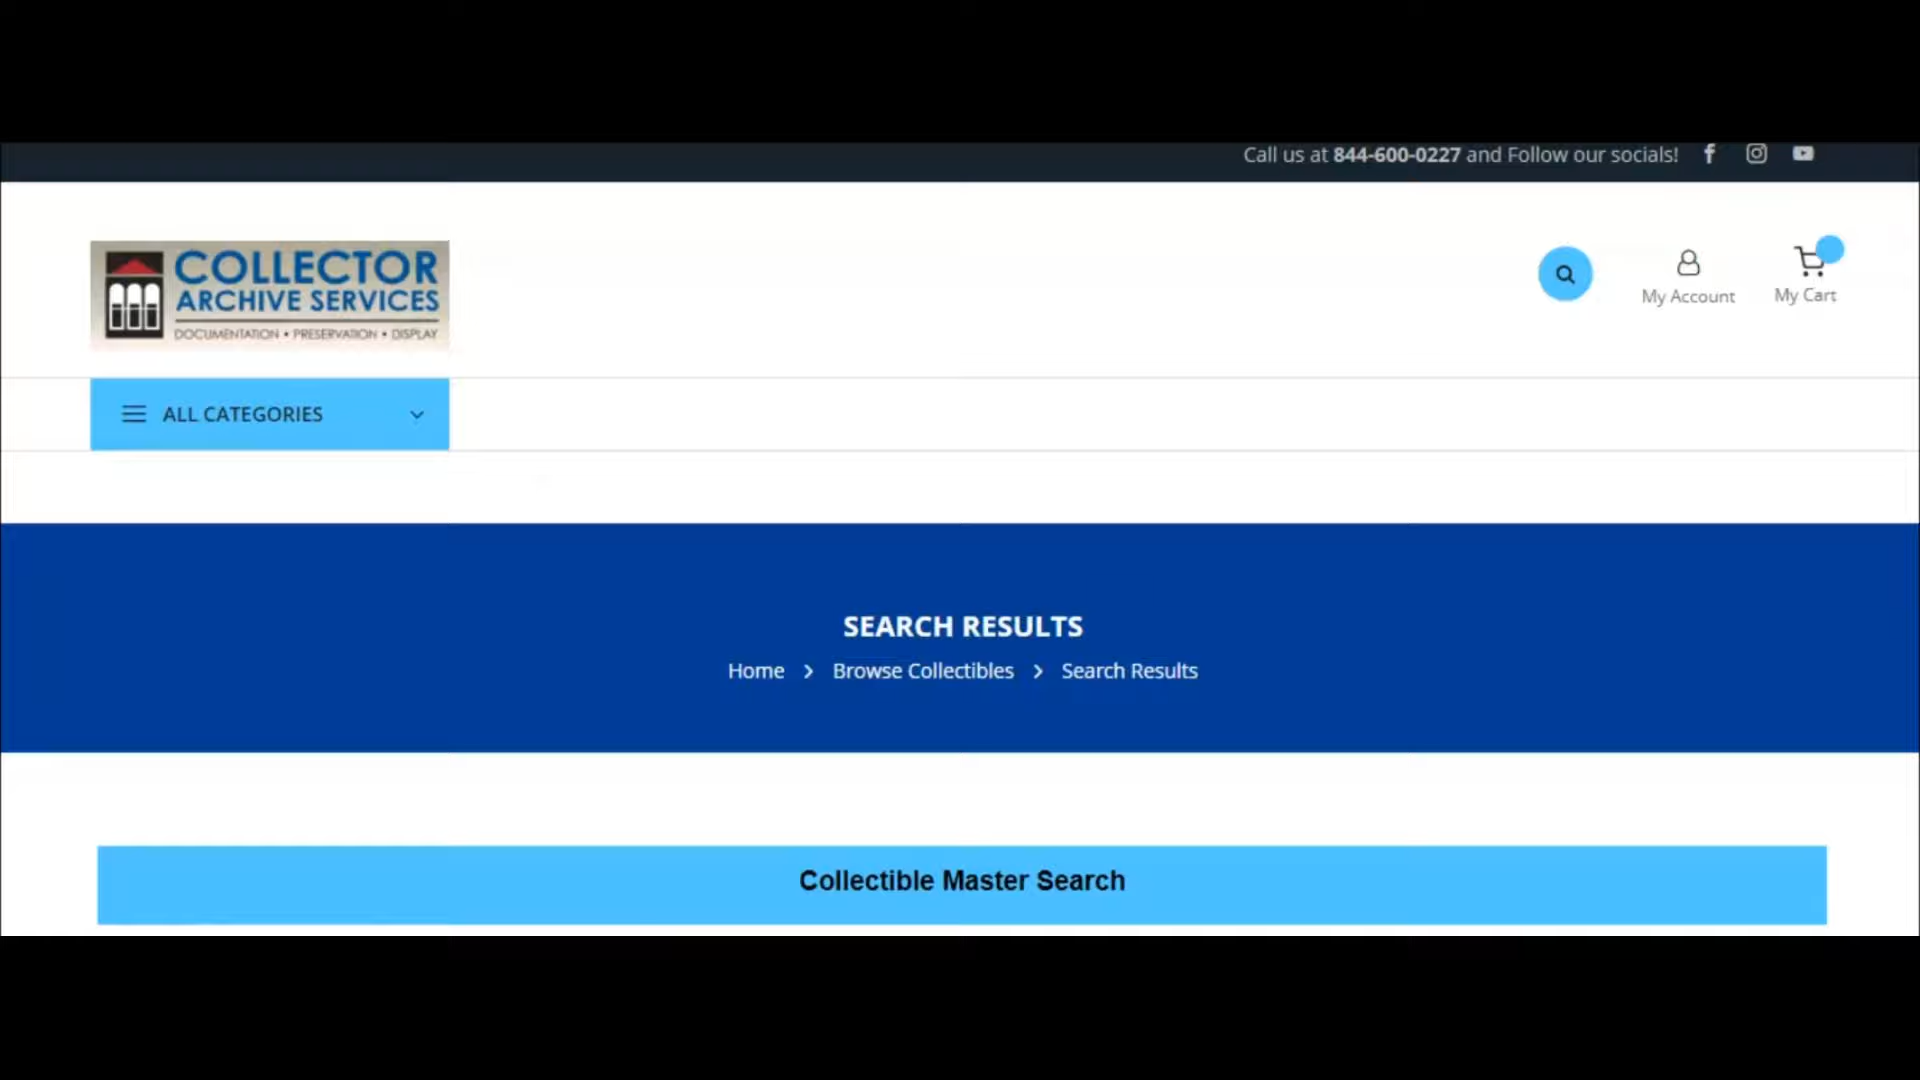 Call us at 844-600-0227 and Follow our socials!
COLLECTOR
ARCHIVE SERVICES
DOCUMENTATION • PRESERVATION • DISPLAY
My Account
My Cart
ALL CATEGORIES
SEARCH RESULTS
Home > Browse Collectibles > Search Results
Collectible Master Search